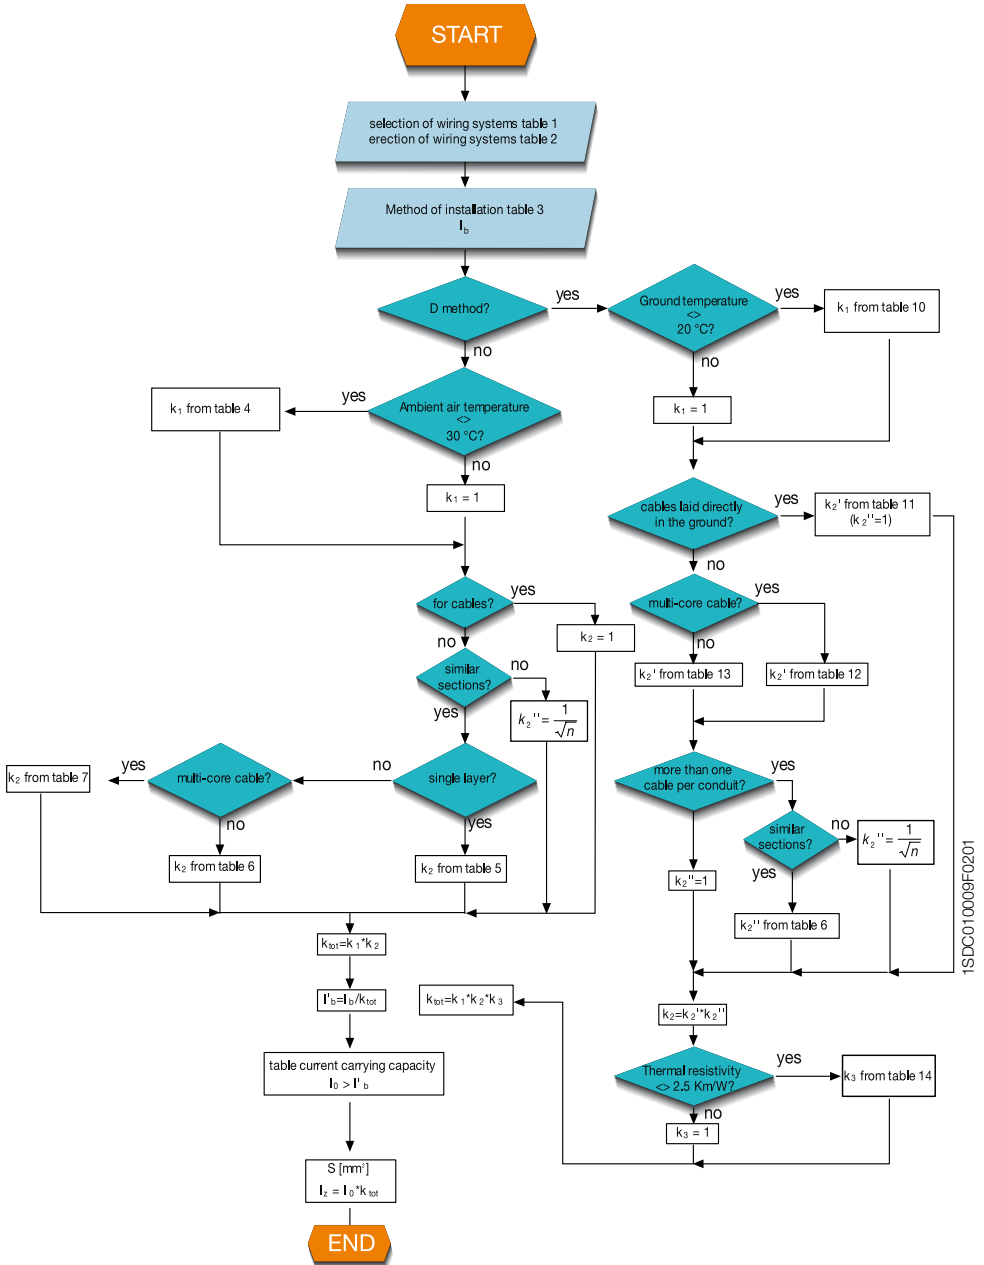 START
selection of wiring systems table 1
erection of wiring systems table 2
Method of installation table 3
I b
D method?
yes
no
Ground temperature
<>
20 °C?
yes
no
k1 from table 10
k1 = 1
Ambient air temperature
<>
30 °C?
yes
no
k1 from table 4
k1 = 1
cables laid directly
in the ground?
yes
no
k2' from table 11
(k2''=1)
for cables?
yes
no
k2 = 1
multi-core cable?
yes
no
k2' from table 13
k2' from table 12
similar
sections?
no
yes
k2'' = 1/√n
single layer?
no
yes
multi-core cable?
yes
no
k2 from table 7
k2 from table 6
k2 from table 5
more than one
cable per conduit?
yes
no
similar
sections?
no
yes
k2'' = 1/√n
k2''=1
k2'' from table 6
ktot=k1*k2
I'b=Ib/ktot
table current carrying capacity
I0 > I'b
S [mm²]
Iz = I0*ktot
END
k2=k2'*k2''
Thermal resistivity
<> 2.5 Km/W?
yes
no
k3 from table 14
k3 = 1
ktot=k1*k2*k3
1SDC010009F0201